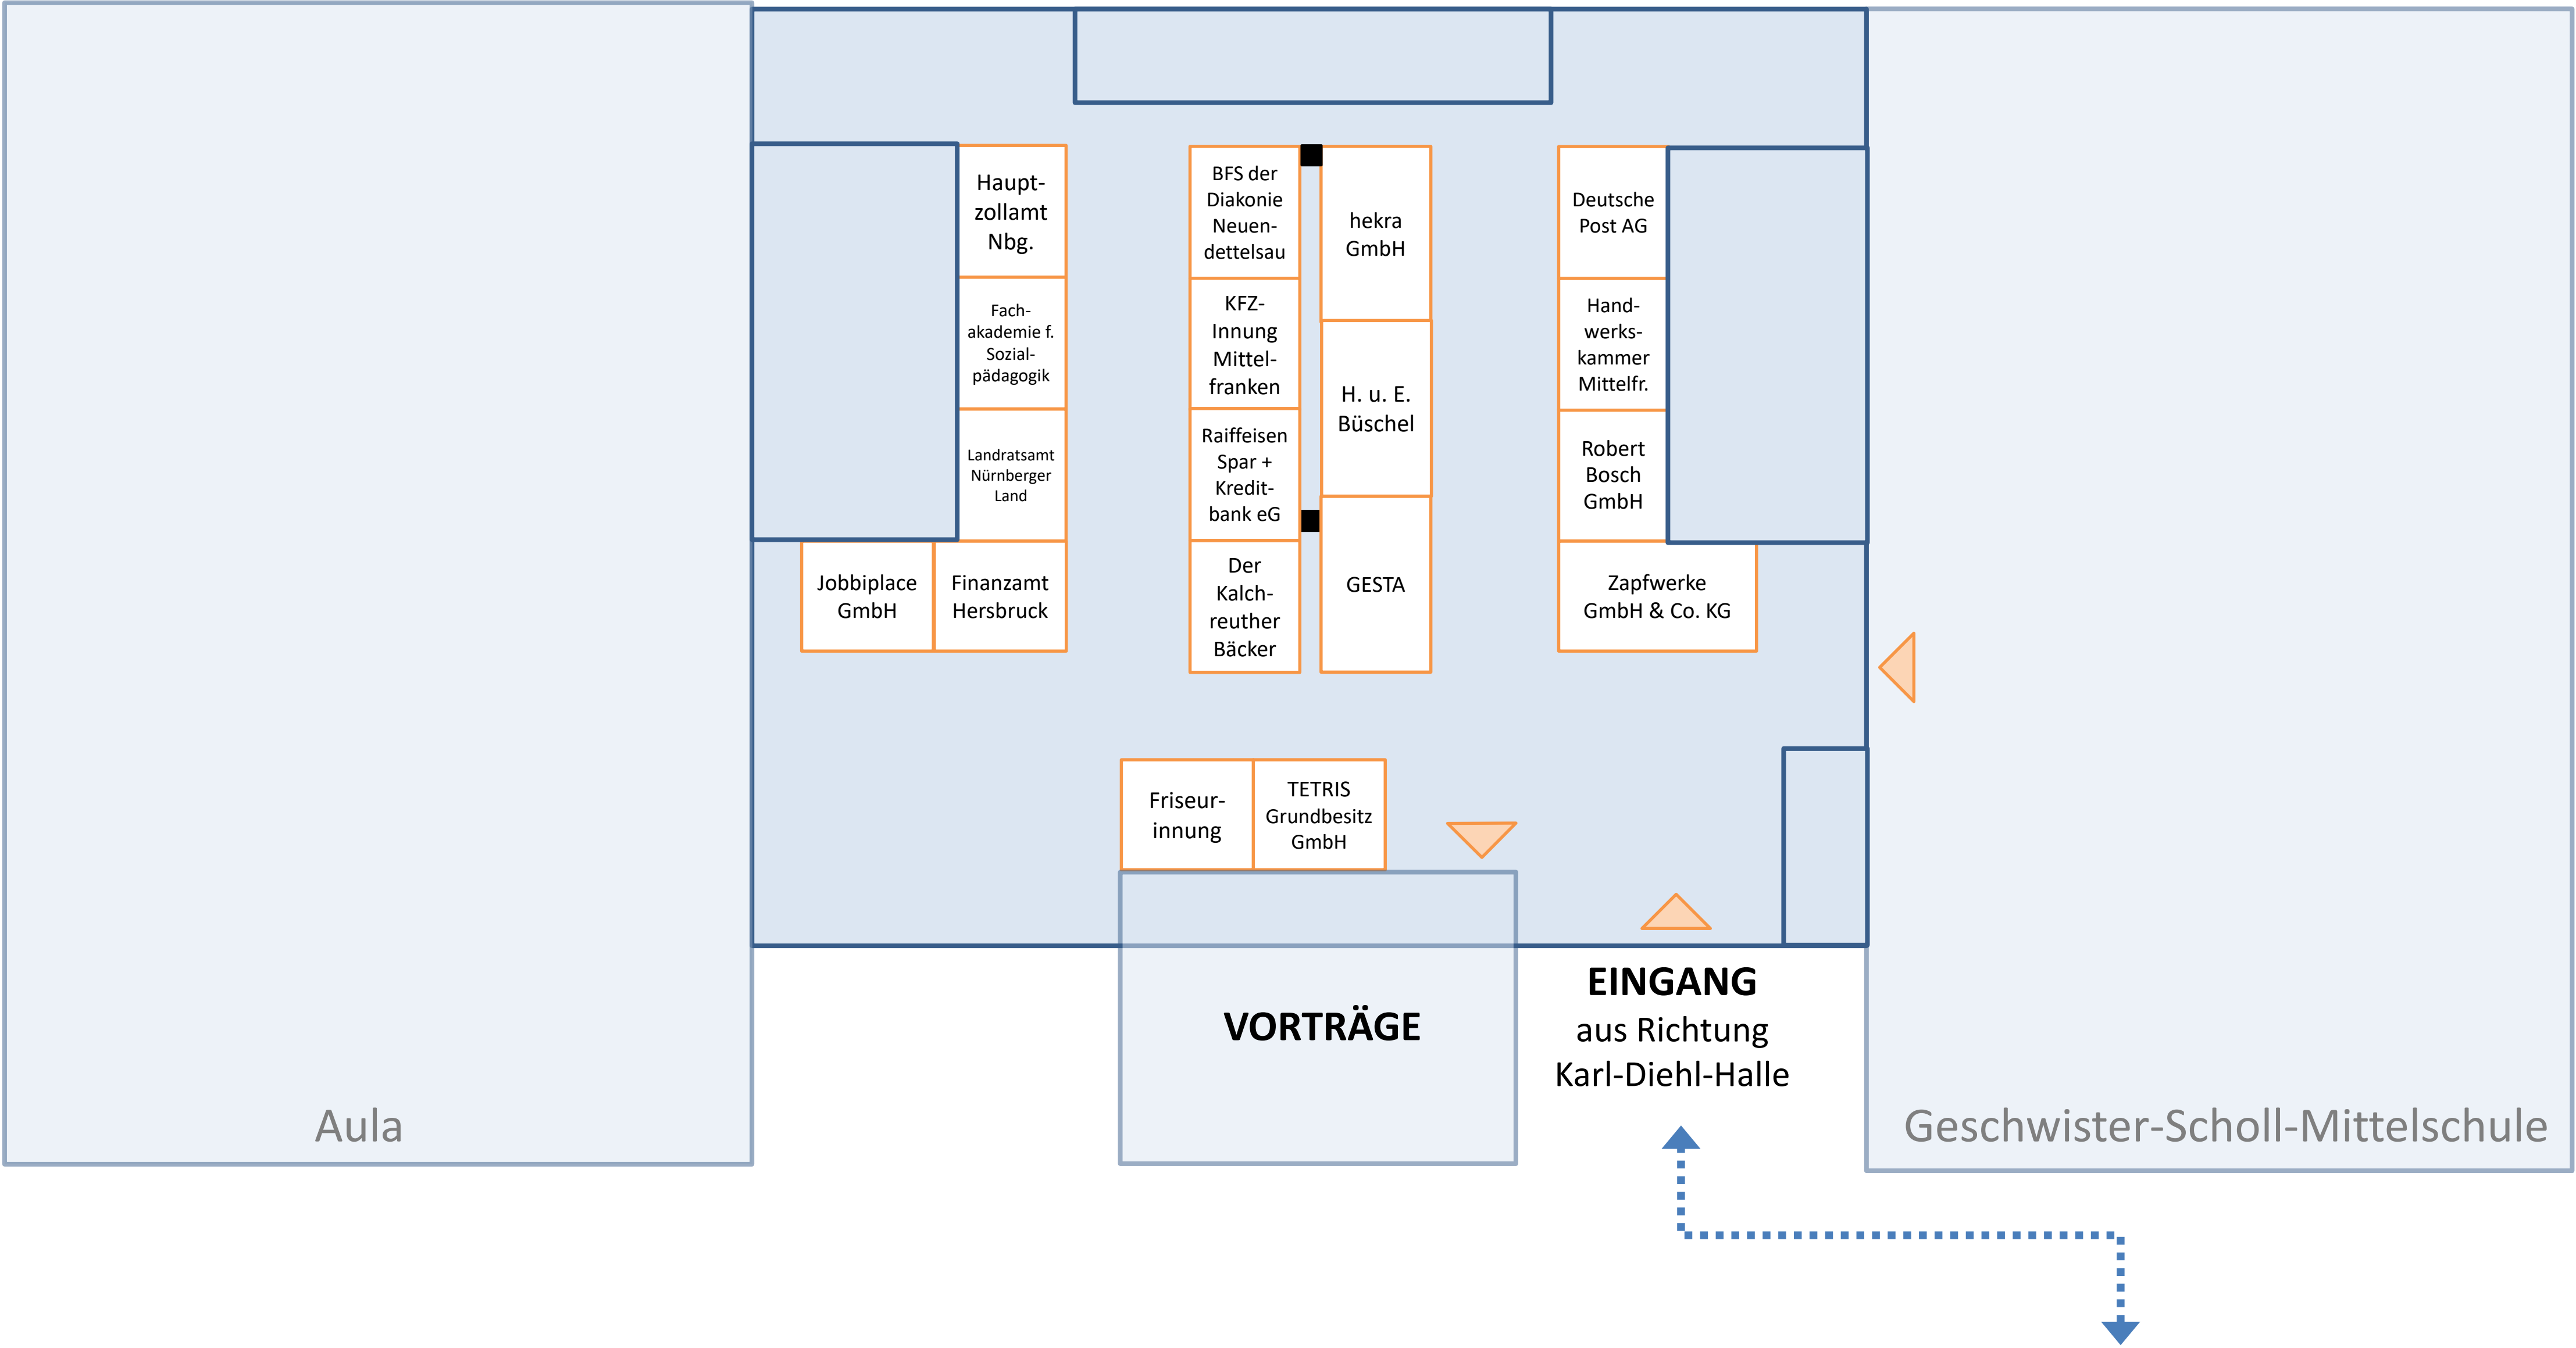 Haupt-
zollamt
Nbg.
Fach-
akademie f.
Sozial-
pädagogik
Landratsamt
Nürnberger
Land
Jobbiplace
GmbH
Finanzamt
Hersbruck
BFS der
Diakonie
Neuen-
dettelsau
KFZ-
Innung
Mittel-
franken
Raiffeisen
Spar +
Kredit-
bank eG
Der
Kalch-
reuther
Bäcker
hekra
GmbH
H. u. E.
Büschel
GESTA
Deutsche
Post AG
Hand-
werks-
kammer
Mittelfr.
Robert
Bosch
GmbH
Zapfwerke
GmbH & Co. KG
Friseur-
innung
TETRIS
Grundbesitz
GmbH
VORTRÄGE
EINGANG
aus Richtung
Karl-Diehl-Halle
Aula
Geschwister-Scholl-Mittelschule